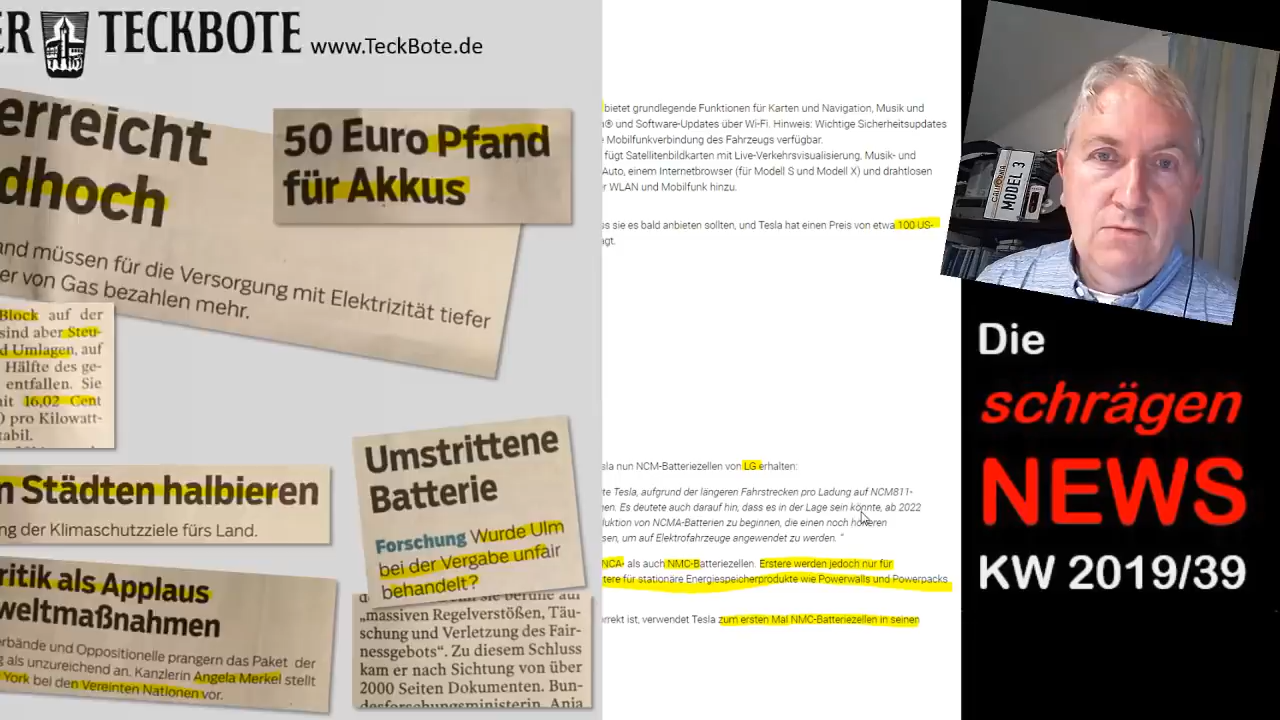 ER TECKBOTE www.TeckBote.de
erreicht
dhoch
and müssen für die Versorgung mit Elektrizität tiefer
er von Gas bezahlen mehr.
50 Euro Pfand
für Akkus
Block auf der
sind aber Steu-
d Umlagen, auf
Hälfte des ge-
entfallen. Sie
it 16,02 Cent
) pro Kilowatt-
tabil.
n Städten halbieren
ng der Klimaschutzziele fürs Land.
ritik als Applaus
weltmaßnahmen
erbände und Oppositionelle prangern das Paket der
g als unzureichend an. Kanzlerin Angela Merkel stellt
York bei den Vereinten Nationen vor.
Umstrittene
Batterie
Forschung Wurde Ulm
bei der Vergabe unfair
behandelt?
„massiven Regelverstößen, Täu-
schung und Verletzung des Fair-
nessgebots“. Zu diesem Schluss
kam er nach Sichtung von über
2000 Seiten Dokumenten. Bun-
desforschungsministerin Anja
bietet grundlegende Funktionen für Karten und Navigation, Musik und
® und Software-Updates über Wi-Fi. Hinweis: Wichtige Sicherheitsupdates
Mobilfunkverbindung des Fahrzeugs verfügbar.
fügt Satellitenbildkarten mit Live-Verkehrsvisualisierung, Musik- und
Auto, einem Internetbrowser (für Modell S und Modell X) und drahtlosen
r WLAN und Mobilfunk hinzu.
ss sie es bald anbieten sollten, und Tesla hat einen Preis von etwa 100 US-
gt.
sla nun NCM-Batteriezellen von LG erhalten:
te Tesla, aufgrund der längeren Fahrstrecken pro Ladung auf NCM811-
en. Es deutete auch darauf hin, dass es in der Lage sein könnte, ab 2022
duktion von NCMA-Batterien zu beginnen, die einen noch höheren
sen, um auf Elektrofahrzeuge angewendet zu werden. "
NCA- als auch NMC-Batteriezellen. Erstere werden jedoch nur für
tere für stationäre Energiespeicherprodukte wie Powerwalls und Powerpacks
rrekt ist, verwendet Tesla zum ersten Mal NMC-Batteriezellen in seinen
MODEL 3
Die
schrägen
NEWS
KW 2019/39